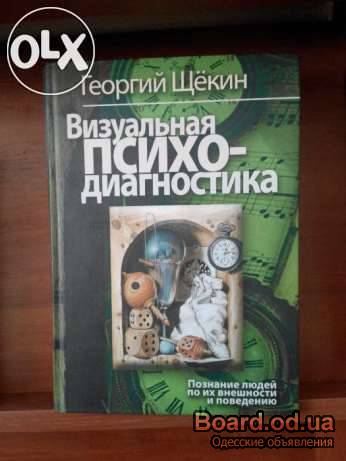 OLX
Георгий Щёкин
Визуальная
ПСИХО-
ДИАГНОСТИКА
Познание людей
по их внешности
и поведению
Board.od.ua
Одесские объявления